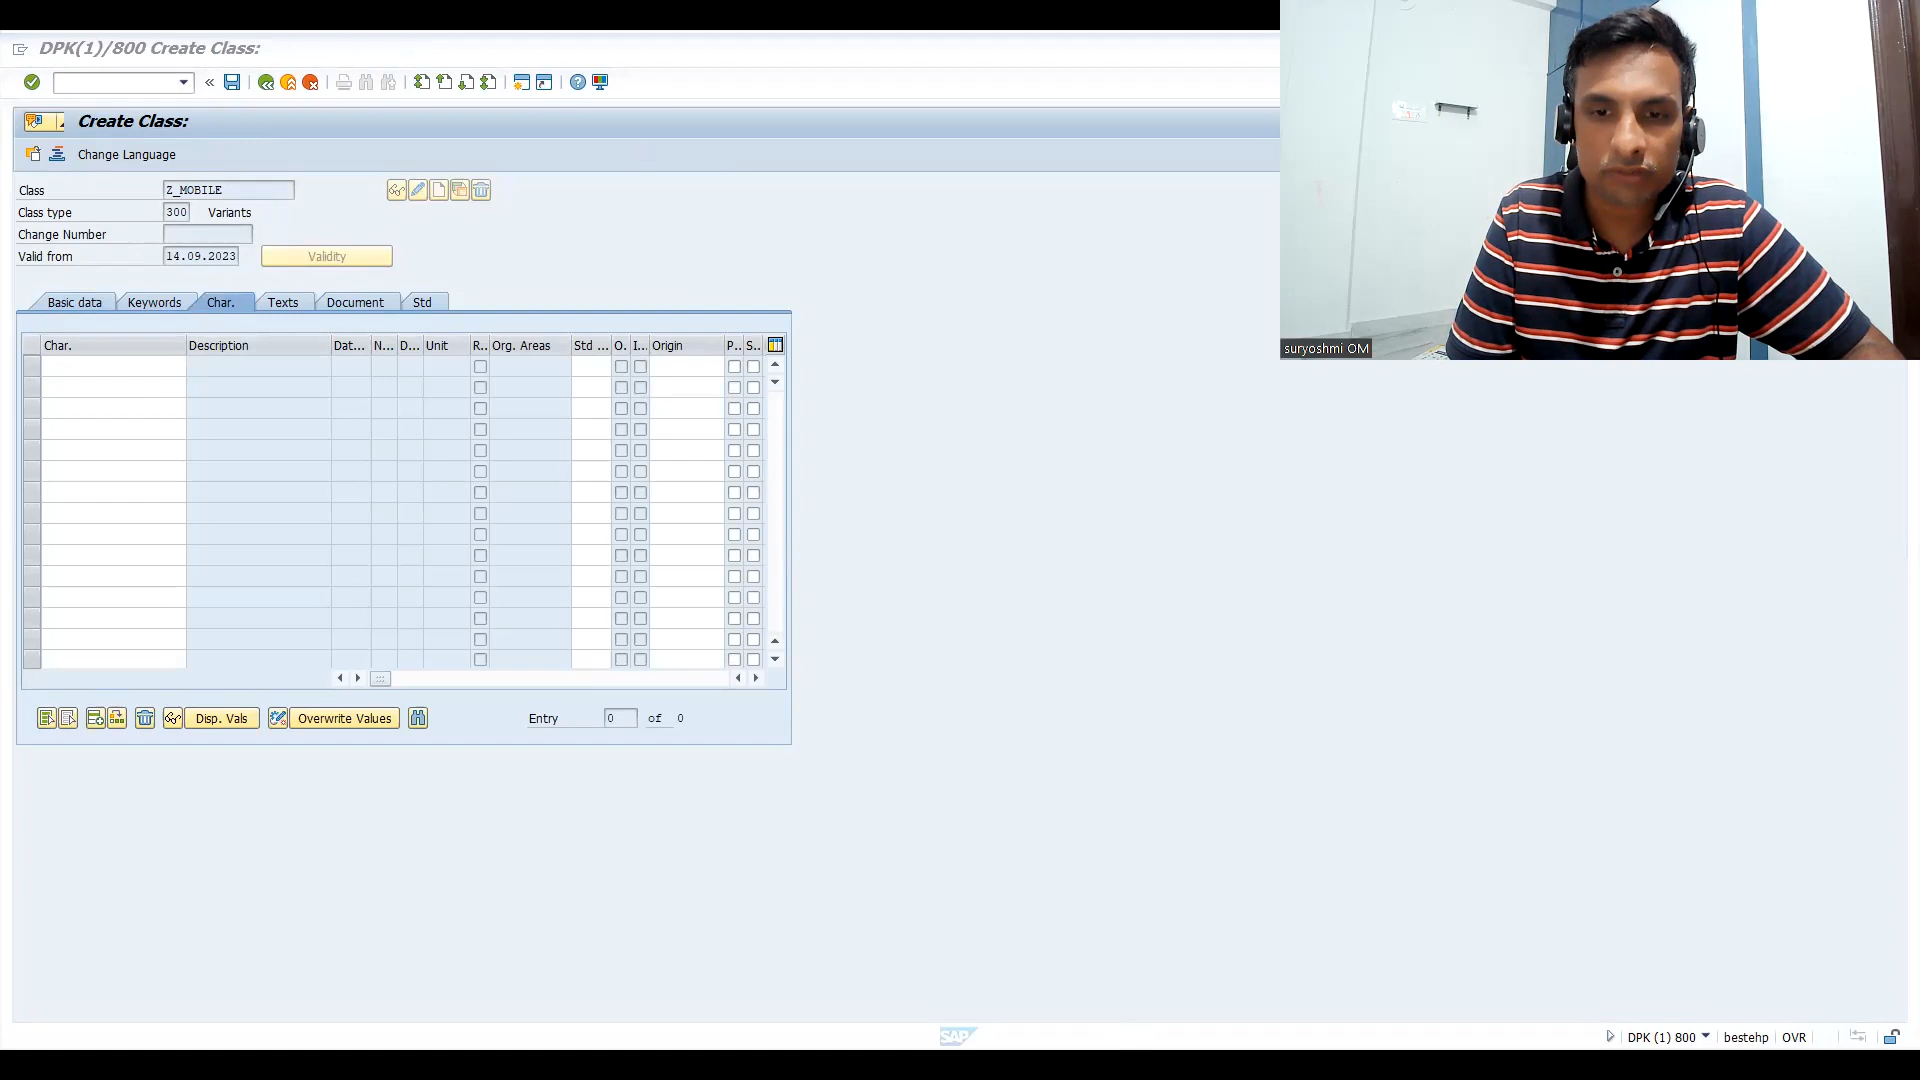 DPK(1)/800 Create Class:
Create Class:
Change Language
Class Z_MOBILE
Class type 300 Variants
Change Number
Valid from 14.09.2023 Validity
Basic data Keywords Char. Texts Document Std
Char. Description Dat... N... D... Unit R.. Org. Areas Std ... O. I... Origin P.. S..
Disp. Vals Overwrite Values Entry 0 of 0
suryoshmi OM
SAP
DPK (1) 800 bestehp OVR